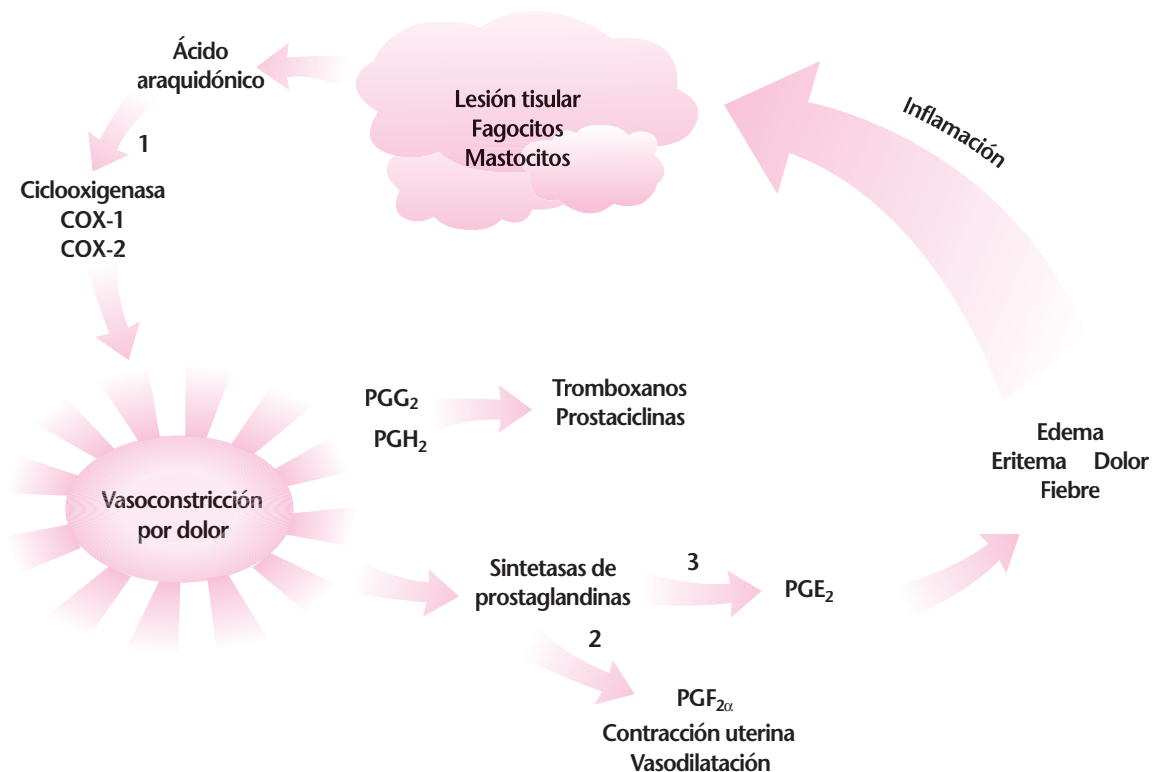 Ácido
araquidónico
Lesión tisular
Fagocitos
Mastocitos
Inflamación
1
Ciclooxigenasa
COX-1
COX-2
PGG₂
PGH₂
Tromboxanos
Prostaciclinas
Edema
Eritema Dolor
Fiebre
Vasoconstricción
por dolor
Sintetasas de
prostaglandinas
3
PGE₂
2
PGF₂α
Contracción uterina
Vasodilatación